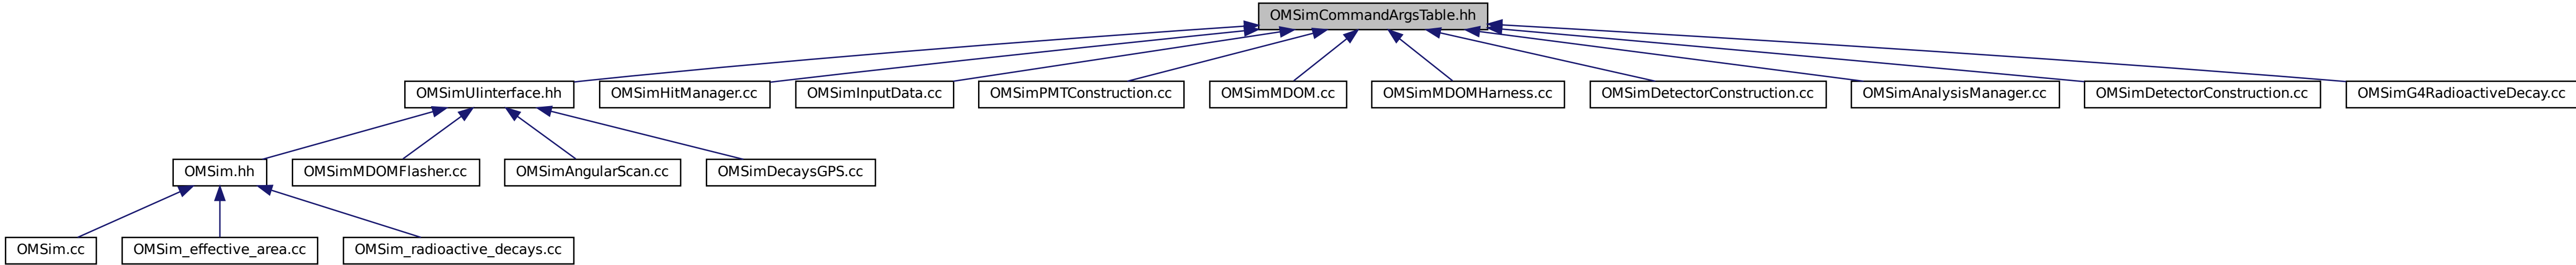 OMSimCommandArgsTable.hh
OMSimUIinterface.hh
OMSimHitManager.cc
OMSimInputData.cc
OMSimPMTConstruction.cc
OMSimMDOM.cc
OMSimMDOMHarness.cc
OMSimDetectorConstruction.cc
OMSimAnalysisManager.cc
OMSimDetectorConstruction.cc
OMSimG4RadioactiveDecay.cc
OMSim.hh
OMSimMDOMFlasher.cc
OMSimAngularScan.cc
OMSimDecaysGPS.cc
OMSim.cc
OMSim_effective_area.cc
OMSim_radioactive_decays.cc